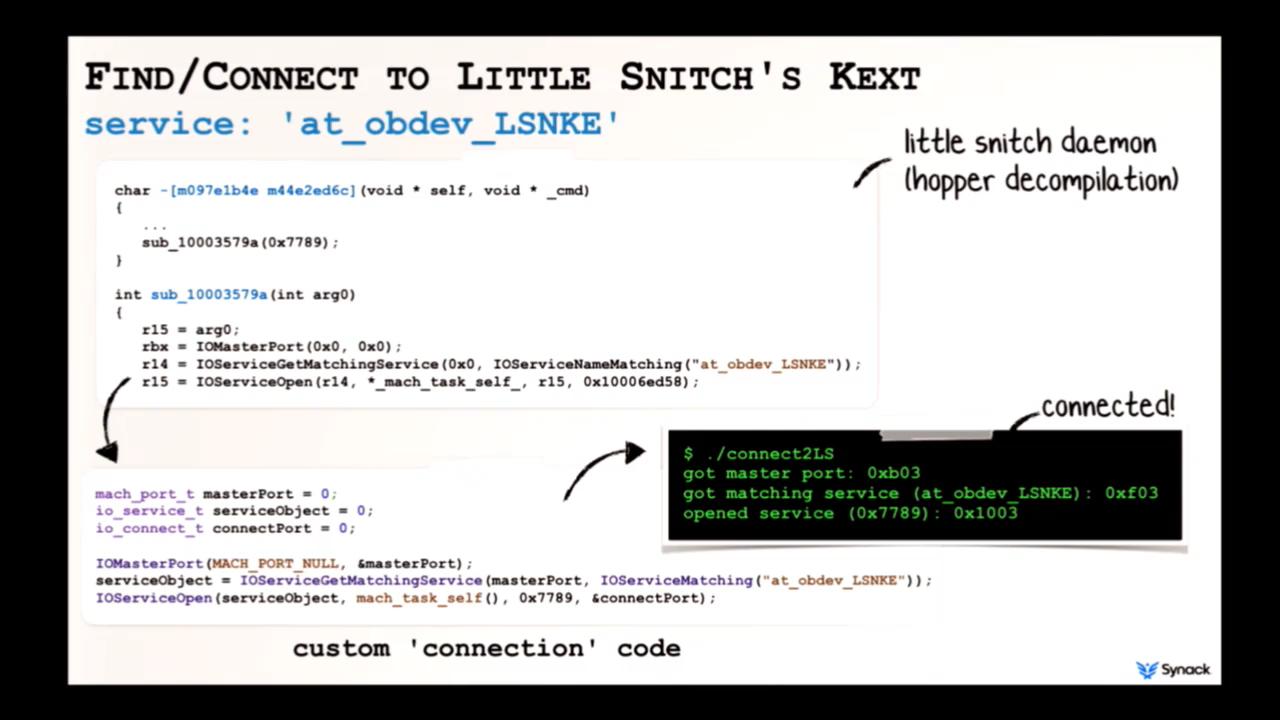 FIND/CONNECT TO LITTLE SNITCH'S KEXT
service: 'at_obdev_LSNKE'
little snitch daemon
(hopper decompilation)
char -[m097e1b4e m44e2ed6c](void * self, void * _cmd)
{
...
sub_10003579a(0x7789);
}
int sub_10003579a(int arg0)
{
r15 = arg0;
rbx = IOMasterPort(0x0, 0x0);
r14 = IOServiceGetMatchingService(0x0, IOServiceNameMatching("at_obdev_LSNKE"));
r15 = IOServiceOpen(r14, *_mach_task_self_, r15, 0x10006ed58);
connected!
$ ./connect2LS
got master port: 0xb03
got matching service (at_obdev_LSNKE): 0xf03
opened service (0x7789): 0x1003
mach_port_t masterPort = 0;
io_service_t serviceObject = 0;
io_connect_t connectPort = 0;
IOMasterPort(MACH_PORT_NULL, &masterPort);
serviceObject = IOServiceGetMatchingService(masterPort, IOServiceMatching("at_obdev_LSNKE"));
IOServiceOpen(serviceObject, mach_task_self(), 0x7789, &connectPort);
custom 'connection' code
Synack